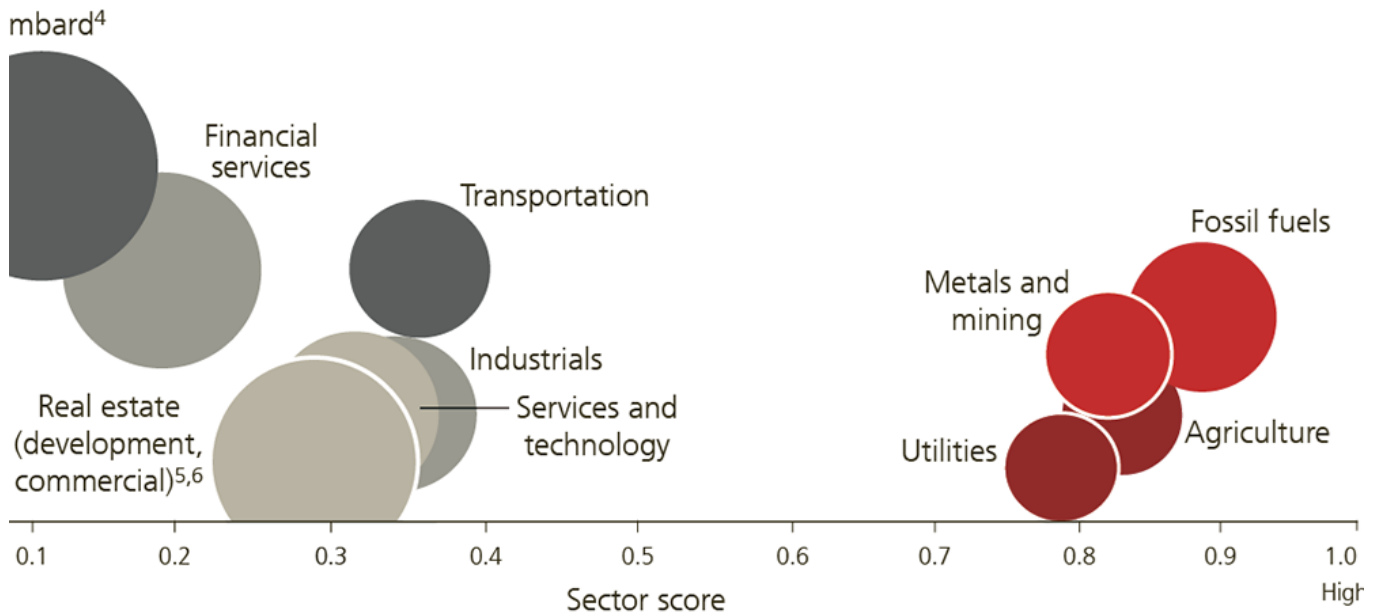 mbard⁴
Financial
services
Transportation
Fossil fuels
Metals and
mining
Industrials
Real estate
(development,
commercial)⁵,⁶
Services and
technology
Utilities
Agriculture
0.1 0.2 0.3 0.4 0.5 0.6 0.7 0.8 0.9 1.0
Sector score
High